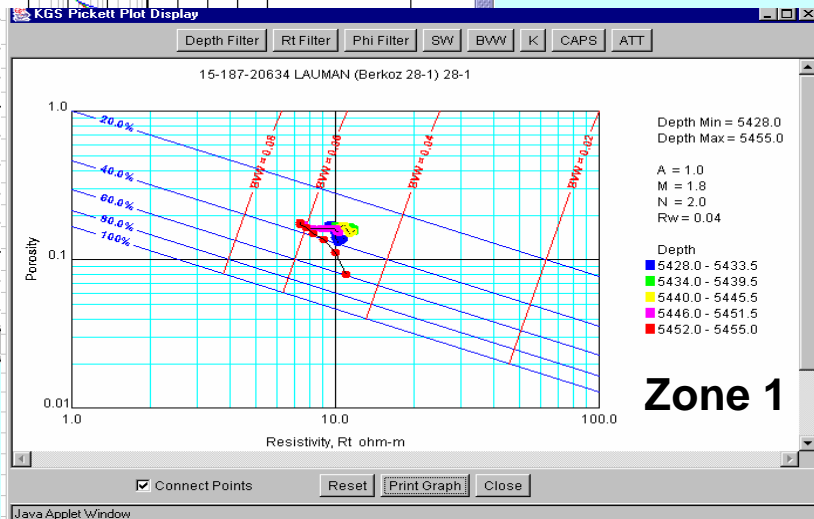 KGS Pickett Plot Display
Depth Filter Rt Filter Phi Filter SW BVW K CAPS ATT
15-187-20634 LAUMAN (Berkoz 28-1) 28-1
1.0
0.1
0.01
Porosity
20.0%
40.0%
60.0%
80.0%
100%
BVW = 0.08
BVW = 0.06
BVW = 0.04
BVW = 0.02
1.0 10.0 100.0
Resistivity, Rt ohm-m
Depth Min = 5428.0
Depth Max = 5455.0
A = 1.0
M = 1.8
N = 2.0
Rw = 0.04
Depth
5428.0 - 5433.5
5434.0 - 5439.5
5440.0 - 5445.5
5446.0 - 5451.5
5452.0 - 5455.0
Zone 1
Connect Points Reset Print Graph Close
Java Applet Window